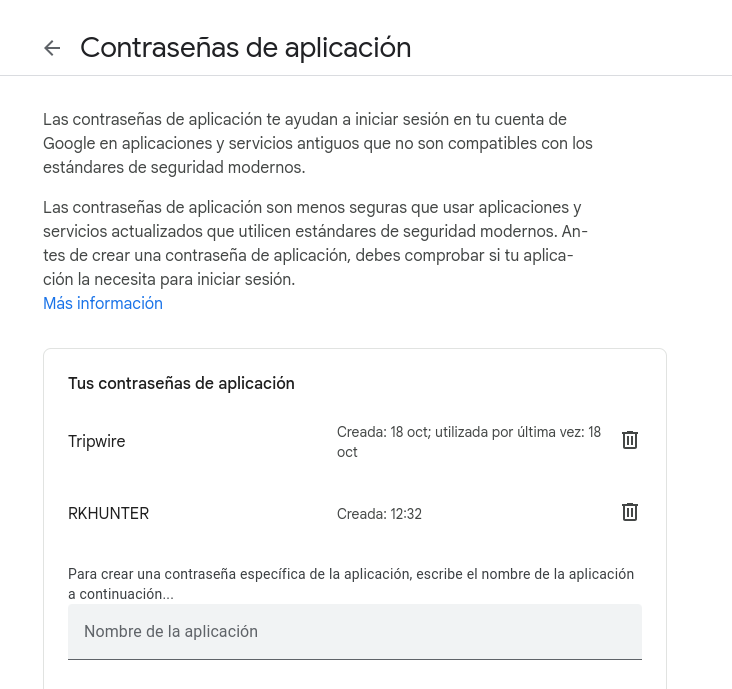 Contraseñas de aplicación
Las contraseñas de aplicación te ayudan a iniciar sesión en tu cuenta de
Google en aplicaciones y servicios antiguos que no son compatibles con los
estándares de seguridad modernos.
Las contraseñas de aplicación son menos seguras que usar aplicaciones y
servicios actualizados que utilicen estándares de seguridad modernos. An-
tes de crear una contraseña de aplicación, debes comprobar si tu aplica-
ción la necesita para iniciar sesión.
Más información
Tus contraseñas de aplicación
Tripwire
Creada: 18 oct; utilizada por última vez: 18
oct
RKHUNTER
Creada: 12:32
Para crear una contraseña específica de la aplicación, escribe el nombre de la aplicación
a continuación...
Nombre de la aplicación